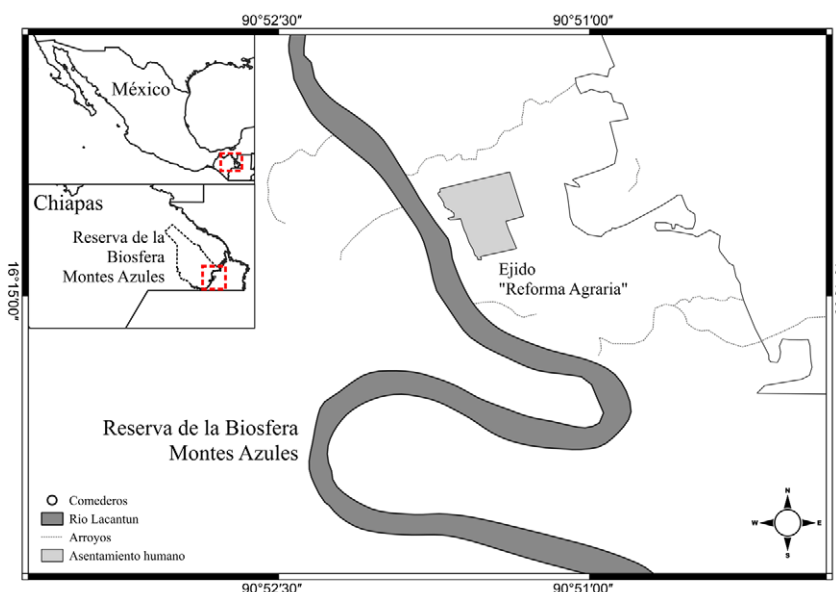 90°52'30"
90°51'00"
México
Chiapas
Reserva de la
Biosfera
Montes Azules
16°15'00"
Ejido
"Reforma Agraria"
Reserva de la Biosfera
Montes Azules
Comederos
Rio Lacantun
Arroyos
Asentamiento humano
N
W
E
S
90°52'30"
90°51'00"